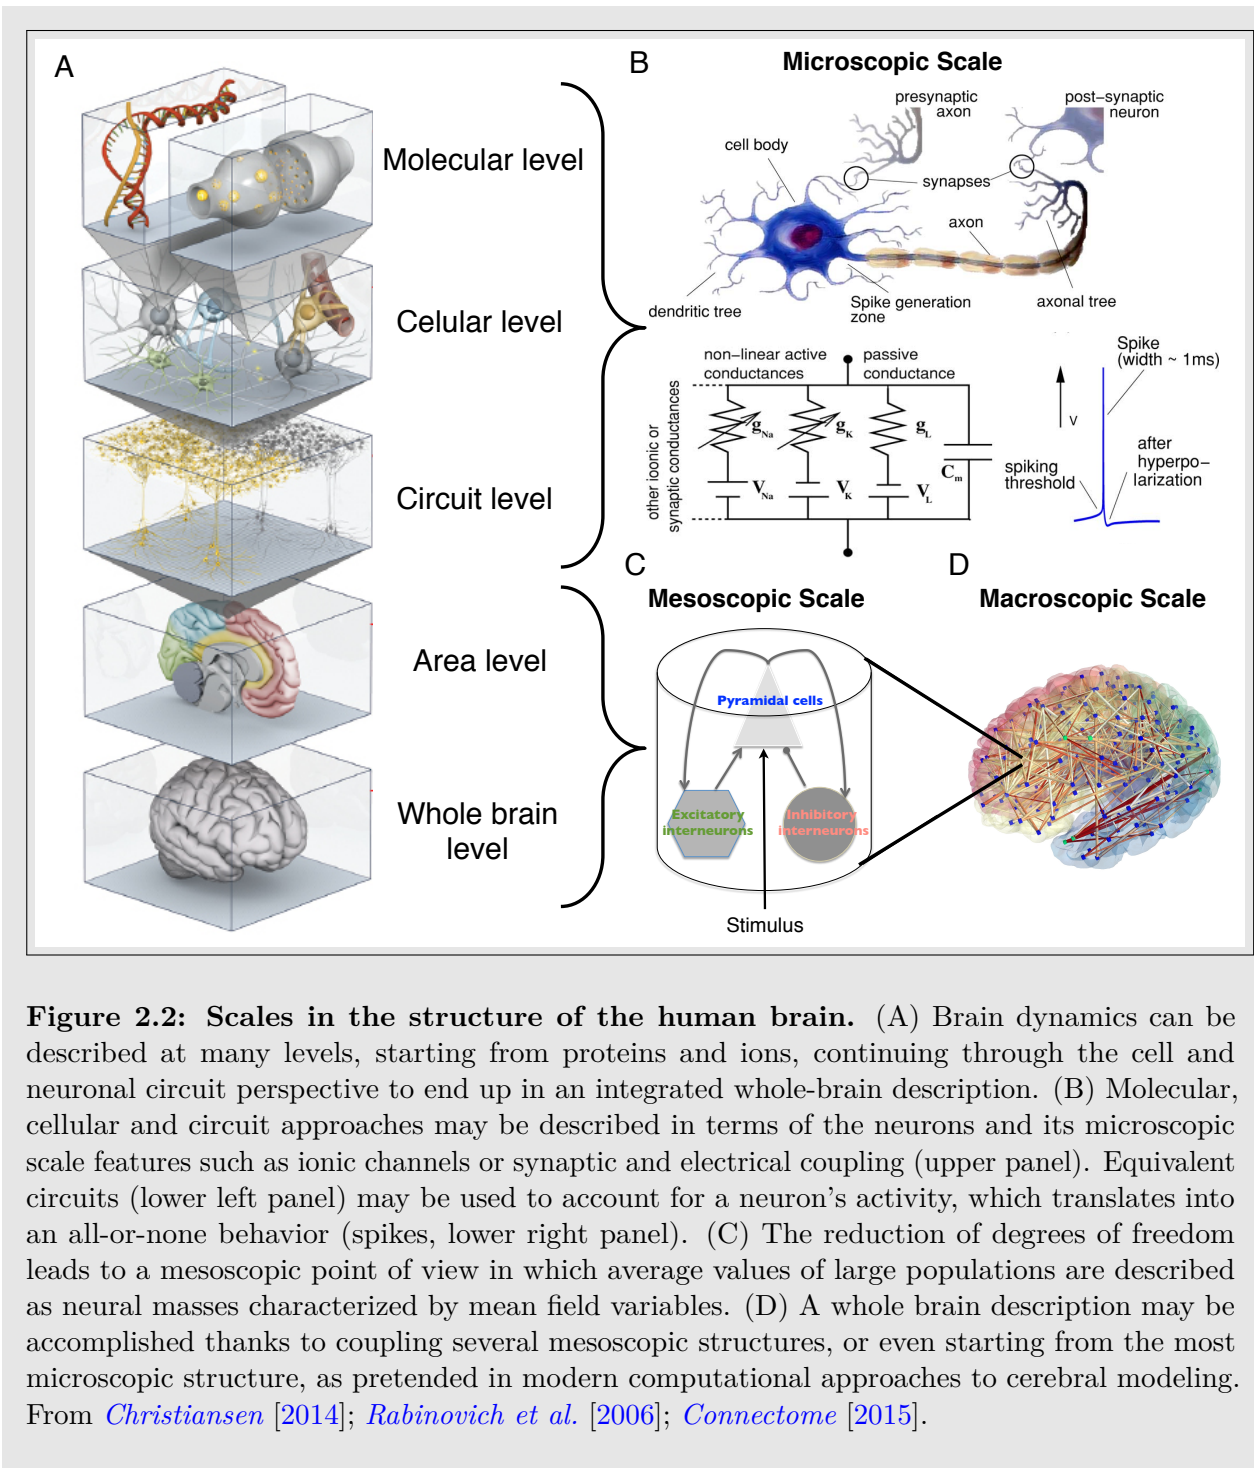 A
Molecular level
Celular level
Circuit level
Area level
Whole brain
level
B
Microscopic Scale
presynaptic
axon
post-synaptic
neuron
cell body
synapses
axon
dendritic tree
Spike generation
zone
axonal tree
non-linear active
conductances
passive
conductance
other ioonic or
synaptic conductances
gNa
gK
gL
Cm
VNa
VK
VL
Spike
(width ~ 1ms)
V
spiking
threshold
after
hyperpo-
larization
C
Mesoscopic Scale
Pyramidal cells
Excitatory
interneurons
Inhibitory
interneurons
Stimulus
D
Macroscopic Scale
Figure 2.2: Scales in the structure of the human brain. (A) Brain dynamics can be
described at many levels, starting from proteins and ions, continuing through the cell and
neuronal circuit perspective to end up in an integrated whole-brain description. (B) Molecular,
cellular and circuit approaches may be described in terms of the neurons and its microscopic
scale features such as ionic channels or synaptic and electrical coupling (upper panel). Equivalent
circuits (lower left panel) may be used to account for a neuron's activity, which translates into
an all-or-none behavior (spikes, lower right panel). (C) The reduction of degrees of freedom
leads to a mesoscopic point of view in which average values of large populations are described
as neural masses characterized by mean field variables. (D) A whole brain description may be
accomplished thanks to coupling several mesoscopic structures, or even starting from the most
microscopic structure, as pretended in modern computational approaches to cerebral modeling.
From Christiansen [2014]; Rabinovich et al. [2006]; Connectome [2015].